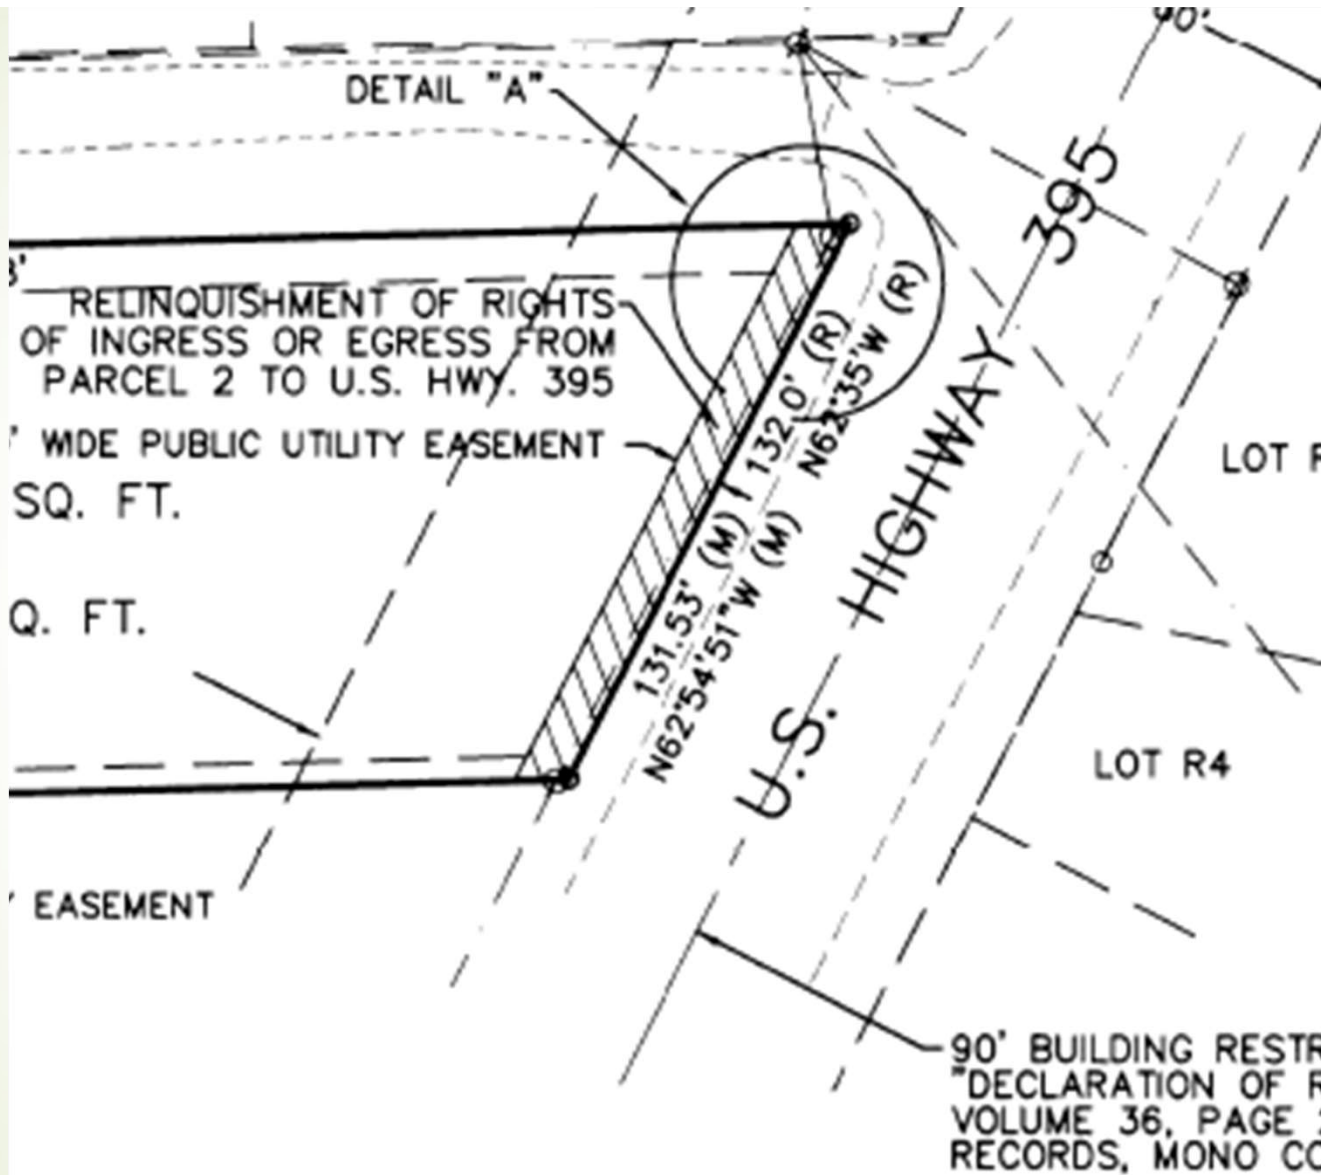 DETAIL "A"
RELINQUISHMENT OF RIGHTS
OF INGRESS OR EGRESS FROM
PARCEL 2 TO U.S. HWY. 395
' WIDE PUBLIC UTILITY EASEMENT
SQ. FT.
Q. FT.
EASEMENT
131.53' (M) 132.0' (R)
N62°54'51"W (M) N62°35'W (R)
U.S. HIGHWAY 395
LOT
LOT R4
90' BUILDING RESTR
"DECLARATION OF R
VOLUME 36, PAGE
RECORDS, MONO CO